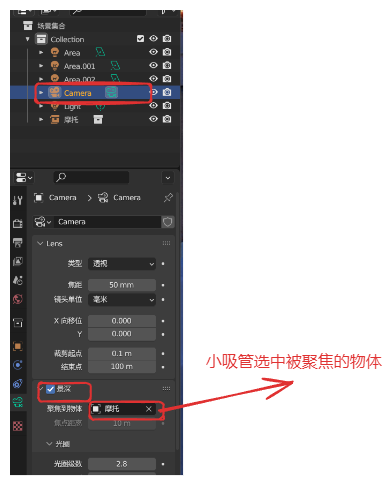 场景集合
Collection
Area
Area.001
Area.002
Camera
Light
摩托
Camera
Camera
Camera
Lens
类型 透视
焦距 50 mm
镜头单位 毫米
X 向移位 0.000
Y 0.000
裁剪起点 0.1 m
结束点 100 m
景深
聚焦到物体 摩托
焦点距离 10 m
光圈
光圈级数 2.8
小吸管选中被聚焦的物体